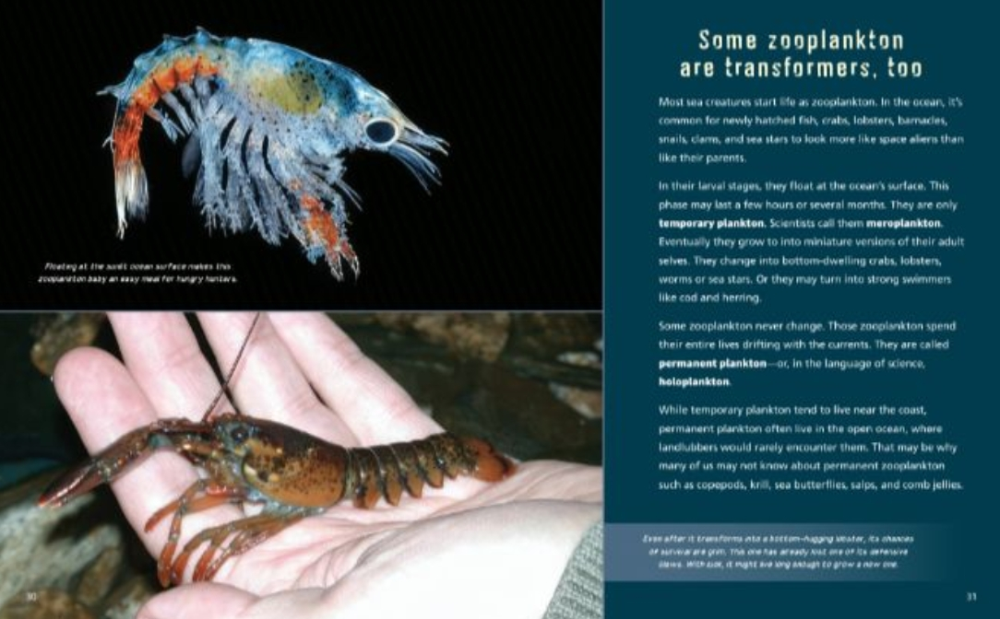 Floating at the sunlit ocean surface makes this
zooplankton baby an easy meal for hungry hunters.
30
Some zooplankton
are transformers, too
Most sea creatures start life as zooplankton. In the ocean, it's
common for newly hatched fish, crabs, lobsters, barnacles,
snails, clams, and sea stars to look more like space aliens than
like their parents.
In their larval stages, they float at the ocean's surface. This
phase may last a few hours or several months. They are only
temporary plankton. Scientists call them meroplankton.
Eventually they grow to into miniature versions of their adult
selves. They change into bottom-dwelling crabs, lobsters,
worms or sea stars. Or they may turn into strong swimmers
like cod and herring.
Some zooplankton never change. Those zooplankton spend
their entire lives drifting with the currents. They are called
permanent plankton—or, in the language of science,
holoplankton.
While temporary plankton tend to live near the coast,
permanent plankton often live in the open ocean, where
landlubbers would rarely encounter them. That may be why
many of us may not know about permanent zooplankton
such as copepods, krill, sea butterflies, salps, and comb jellies.
Even after it transforms into a bottom-hugging lobster, its chances
of survival are grim. This one has already lost one of its defensive
claws. With luck, it might live long enough to grow a new one.
31